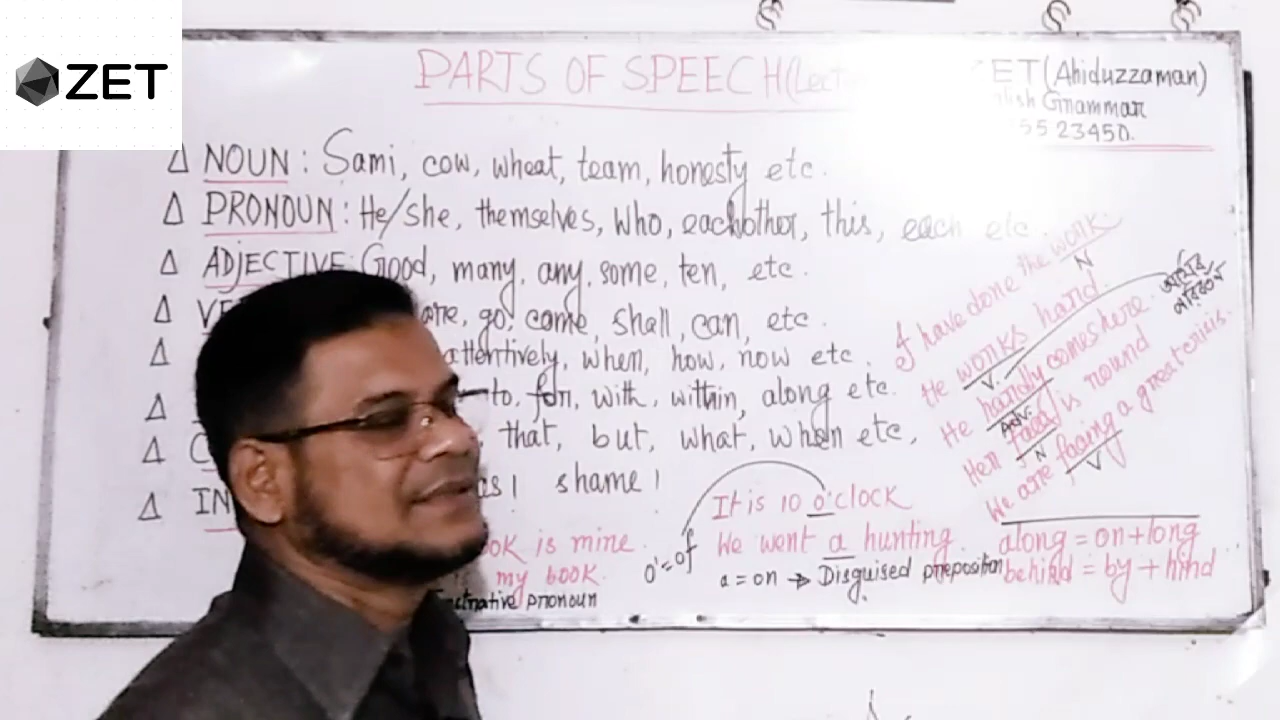 ZET
PARTS OF SPEECH (Lect
ET (Ahiduzzaman)
lish Grammar
55 23450.
Δ NOUN : Sami, cow, wheat, team, honesty etc.
Δ PRONOUN : He/she, themselves, Who, eachother, this, each etc.
Δ ADJECTIVE: Good, many, any, some, ten, etc.
Δ VE are, go, come, shall, can, etc.
Δ attentively, when, how, now etc.
Δ to, for, with, within, along etc.
Δ C that, but, what, when etc,
Δ IN as! shame!
ok is mine.
my book.
pronoun
It is 10 o'clock
o'=of
We went a hunting.
a = on → Disguised preposition
I have done the work.
N
He works hard.
V.
He hardly comes here.
Adv.
Her face is round
N
We are facing a great crisis.
V
along = on+long
behind = by + hind